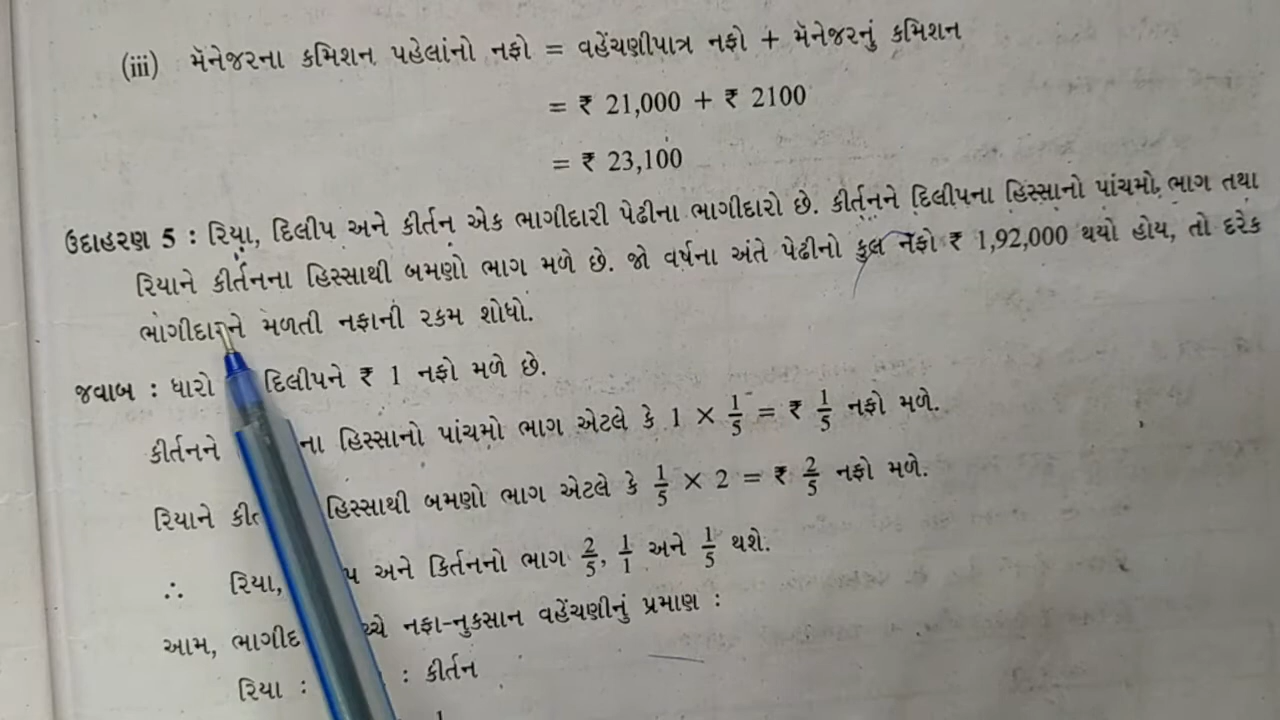 (iii) મૅનેજરના કમિશન પહેલાંનો નફો = વહેંચણીપાત્ર નફો + મૅનેજરનું કમિશન
= ₹ 21,000 + ₹ 2100
= ₹ 23,100
ઉદાહરણ 5 : રિયા, દિલીપ અને કીર્તન એક ભાગીદારી પેઢીના ભાગીદારો છે. કીર્તનને દિલીપના હિસ્સાનો પાંચમો ભાગ તથા
રિયાને કીર્તનના હિસ્સાથી બમણો ભાગ મળે છે. જો વર્ષના અંતે પેઢીનો કુલ નફો ₹ 1,92,000 થયો હોય, તો દરેક
ભાગીદારને મળતી નફાની રકમ શોધો.
જવાબ : ધારો દિલીપને ₹ 1 નફો મળે છે.
કીર્તનને ના હિસ્સાનો પાંચમો ભાગ એટલે કે 1 × 1/5 = ₹ 1/5 નફો મળે.
રિયાને હિસ્સાથી બમણો ભાગ એટલે કે 1/5 × 2 = ₹ 2/5 નફો મળે.
∴ રિયા, અને કિર્તનનો ભાગ 2/5, 1/1 અને 1/5 થશે.
આમ, નફા-નુકસાન વહેંચણીનું પ્રમાણ :
રિયા : : કીર્તન